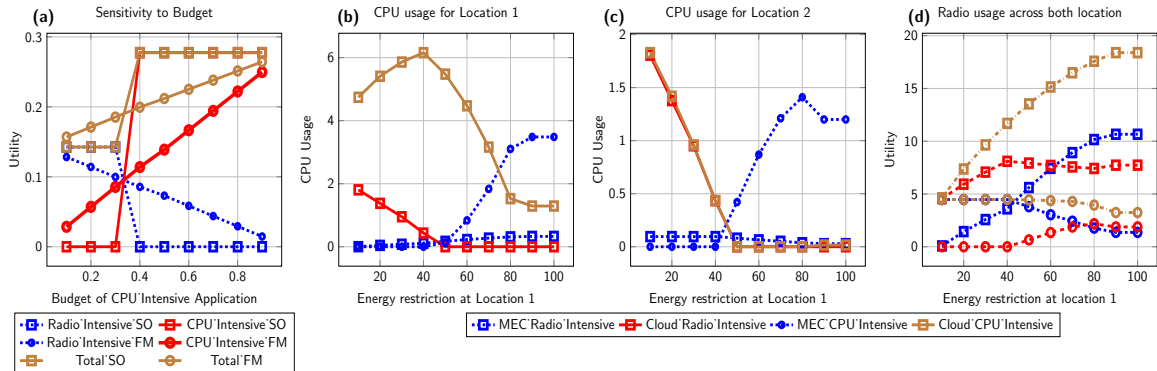 (a) Sensitivity to Budget
Utility
0.3
0.2
0.1
0
0.2 0.4 0.6 0.8
Budget of CPU˙Intensive Application
Radio˙Intensive˙SO CPU˙Intensive˙SO
Radio˙Intensive˙FM CPU˙Intensive˙FM
Total˙SO Total˙FM
(b) CPU usage for Location 1
CPU Usage
6
4
2
0
20 40 60 80 100
Energy restriction at Location 1
(c) CPU usage for Location 2
CPU Usage
2
1.5
1
0.5
0
20 40 60 80 100
Energy restriction at Location 1
(d) Radio usage across both location
Utility
20
15
10
5
0
20 40 60 80 100
Energy restriction at location 1
MEC˙Radio˙Intensive Cloud˙Radio˙Intensive MEC˙CPU˙Intensive Cloud˙CPU˙Intensive